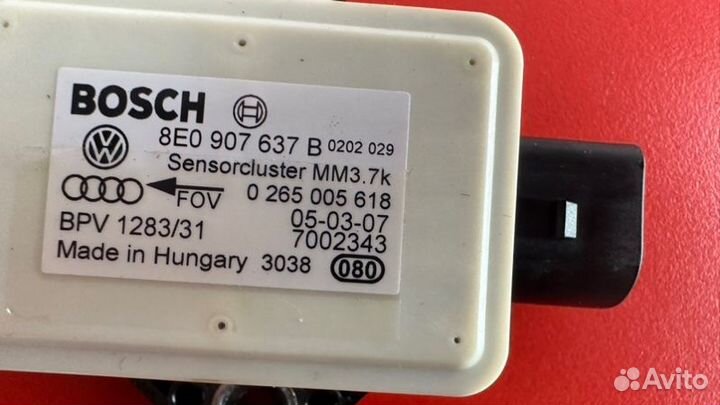 BOSCH
8E0 907 637 B 0202 029
Sensorcluster MM3.7k
FOV 0 265 005 618
BPV 1283/31 05-03-07
7002343
Made in Hungary 3038 080
Avito